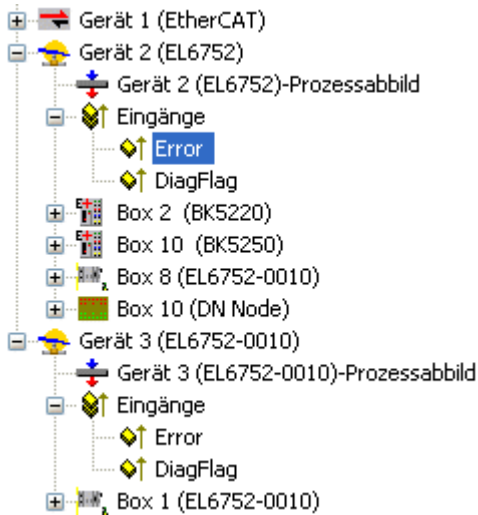 Gerät 1 (EtherCAT)
Gerät 2 (EL6752)
Gerät 2 (EL6752)-Prozessabbild
Eingänge
Error
DiagFlag
Box 2 (BK5220)
Box 10 (BK5250)
Box 8 (EL6752-0010)
Box 10 (DN Node)
Gerät 3 (EL6752-0010)
Gerät 3 (EL6752-0010)-Prozessabbild
Eingänge
Error
DiagFlag
Box 1 (EL6752-0010)